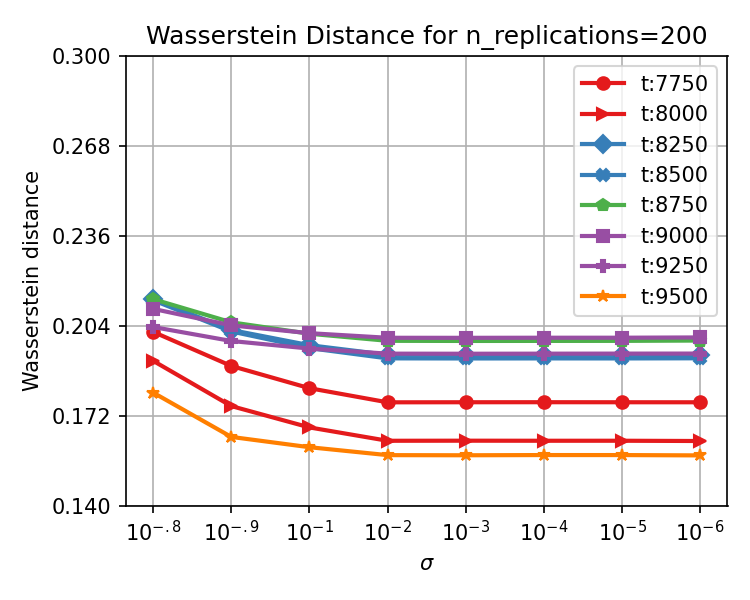 Wasserstein Distance for n_replications=200
Wasserstein distance
0.300
0.268
0.236
0.204
0.172
0.140
t:7750
t:8000
t:8250
t:8500
t:8750
t:9000
t:9250
t:9500
10^-.8 10^-.9 10^-1 10^-2 10^-3 10^-4 10^-5 10^-6
σ